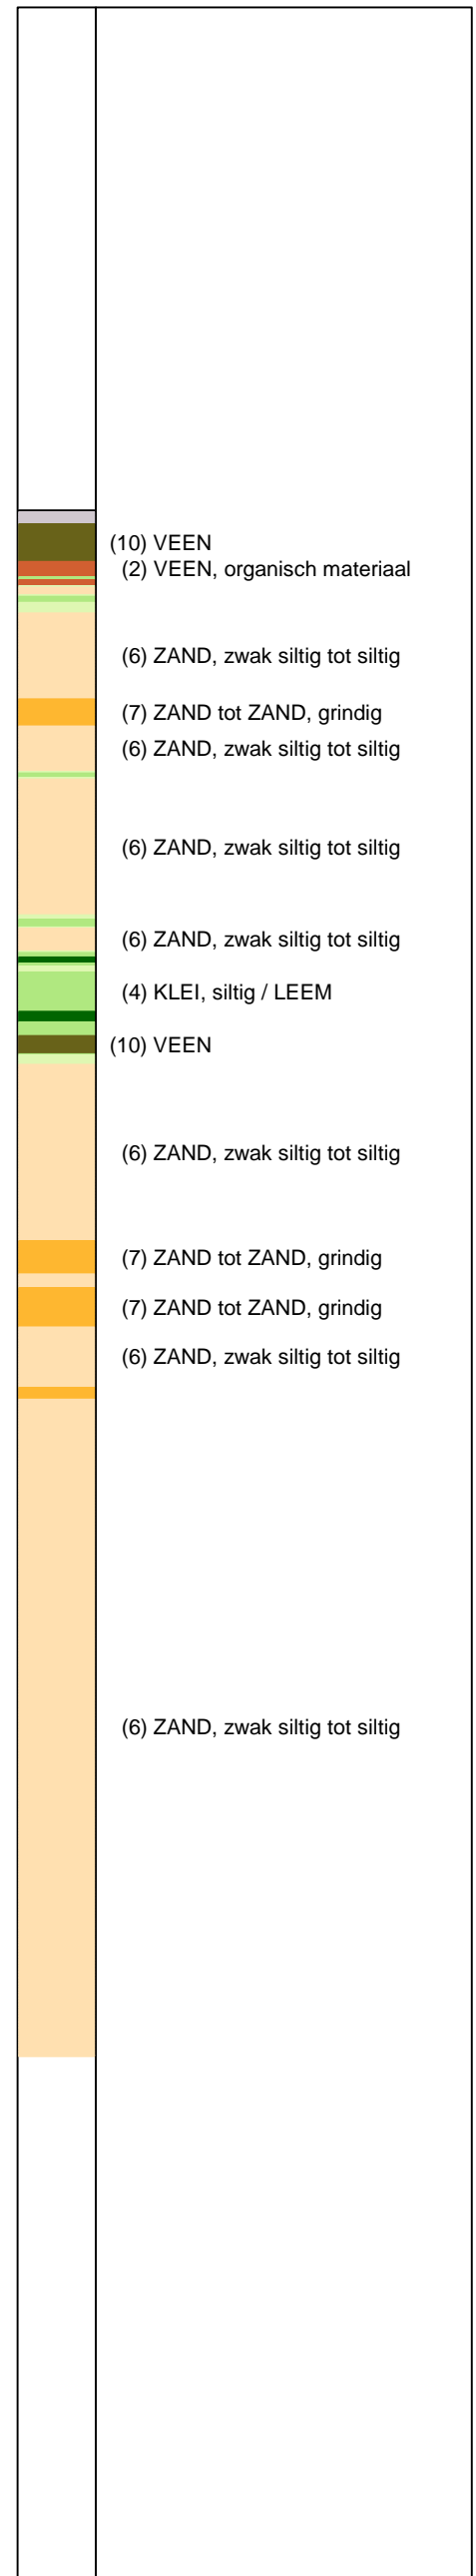 (10) VEEN
(2) VEEN, organisch materiaal
(6) ZAND, zwak siltig tot siltig
(7) ZAND tot ZAND, grindig
(6) ZAND, zwak siltig tot siltig
(6) ZAND, zwak siltig tot siltig
(6) ZAND, zwak siltig tot siltig
(4) KLEI, siltig / LEEM
(10) VEEN
(6) ZAND, zwak siltig tot siltig
(7) ZAND tot ZAND, grindig
(7) ZAND tot ZAND, grindig
(6) ZAND, zwak siltig tot siltig
(6) ZAND, zwak siltig tot siltig